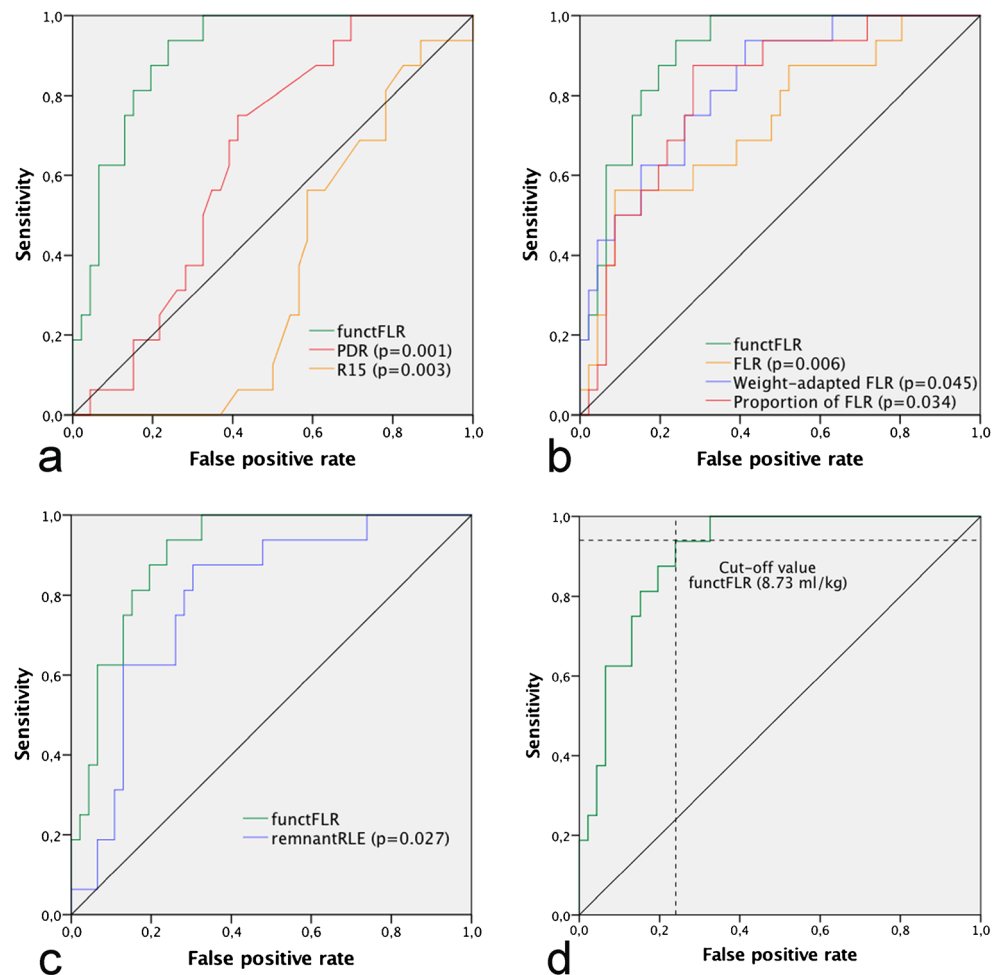 1,0
0,8
0,6
0,4
0,2
0,0
Sensitivity
functFLR
PDR (p=0.001)
R15 (p=0.003)
0,0 0,2 0,4 0,6 0,8 1,0
False positive rate
a
1,0
0,8
0,6
0,4
0,2
0,0
Sensitivity
functFLR
FLR (p=0.006)
Weight-adapted FLR (p=0.045)
Proportion of FLR (p=0.034)
0,0 0,2 0,4 0,6 0,8 1,0
False positive rate
b
1,0
0,8
0,6
0,4
0,2
0,0
Sensitivity
functFLR
remnantRLE (p=0.027)
0,0 0,2 0,4 0,6 0,8 1,0
False positive rate
c
1,0
0,8
0,6
0,4
0,2
0,0
Sensitivity
Cut-off value
functFLR (8.73 ml/kg)
0,0 0,2 0,4 0,6 0,8 1,0
False positive rate
d